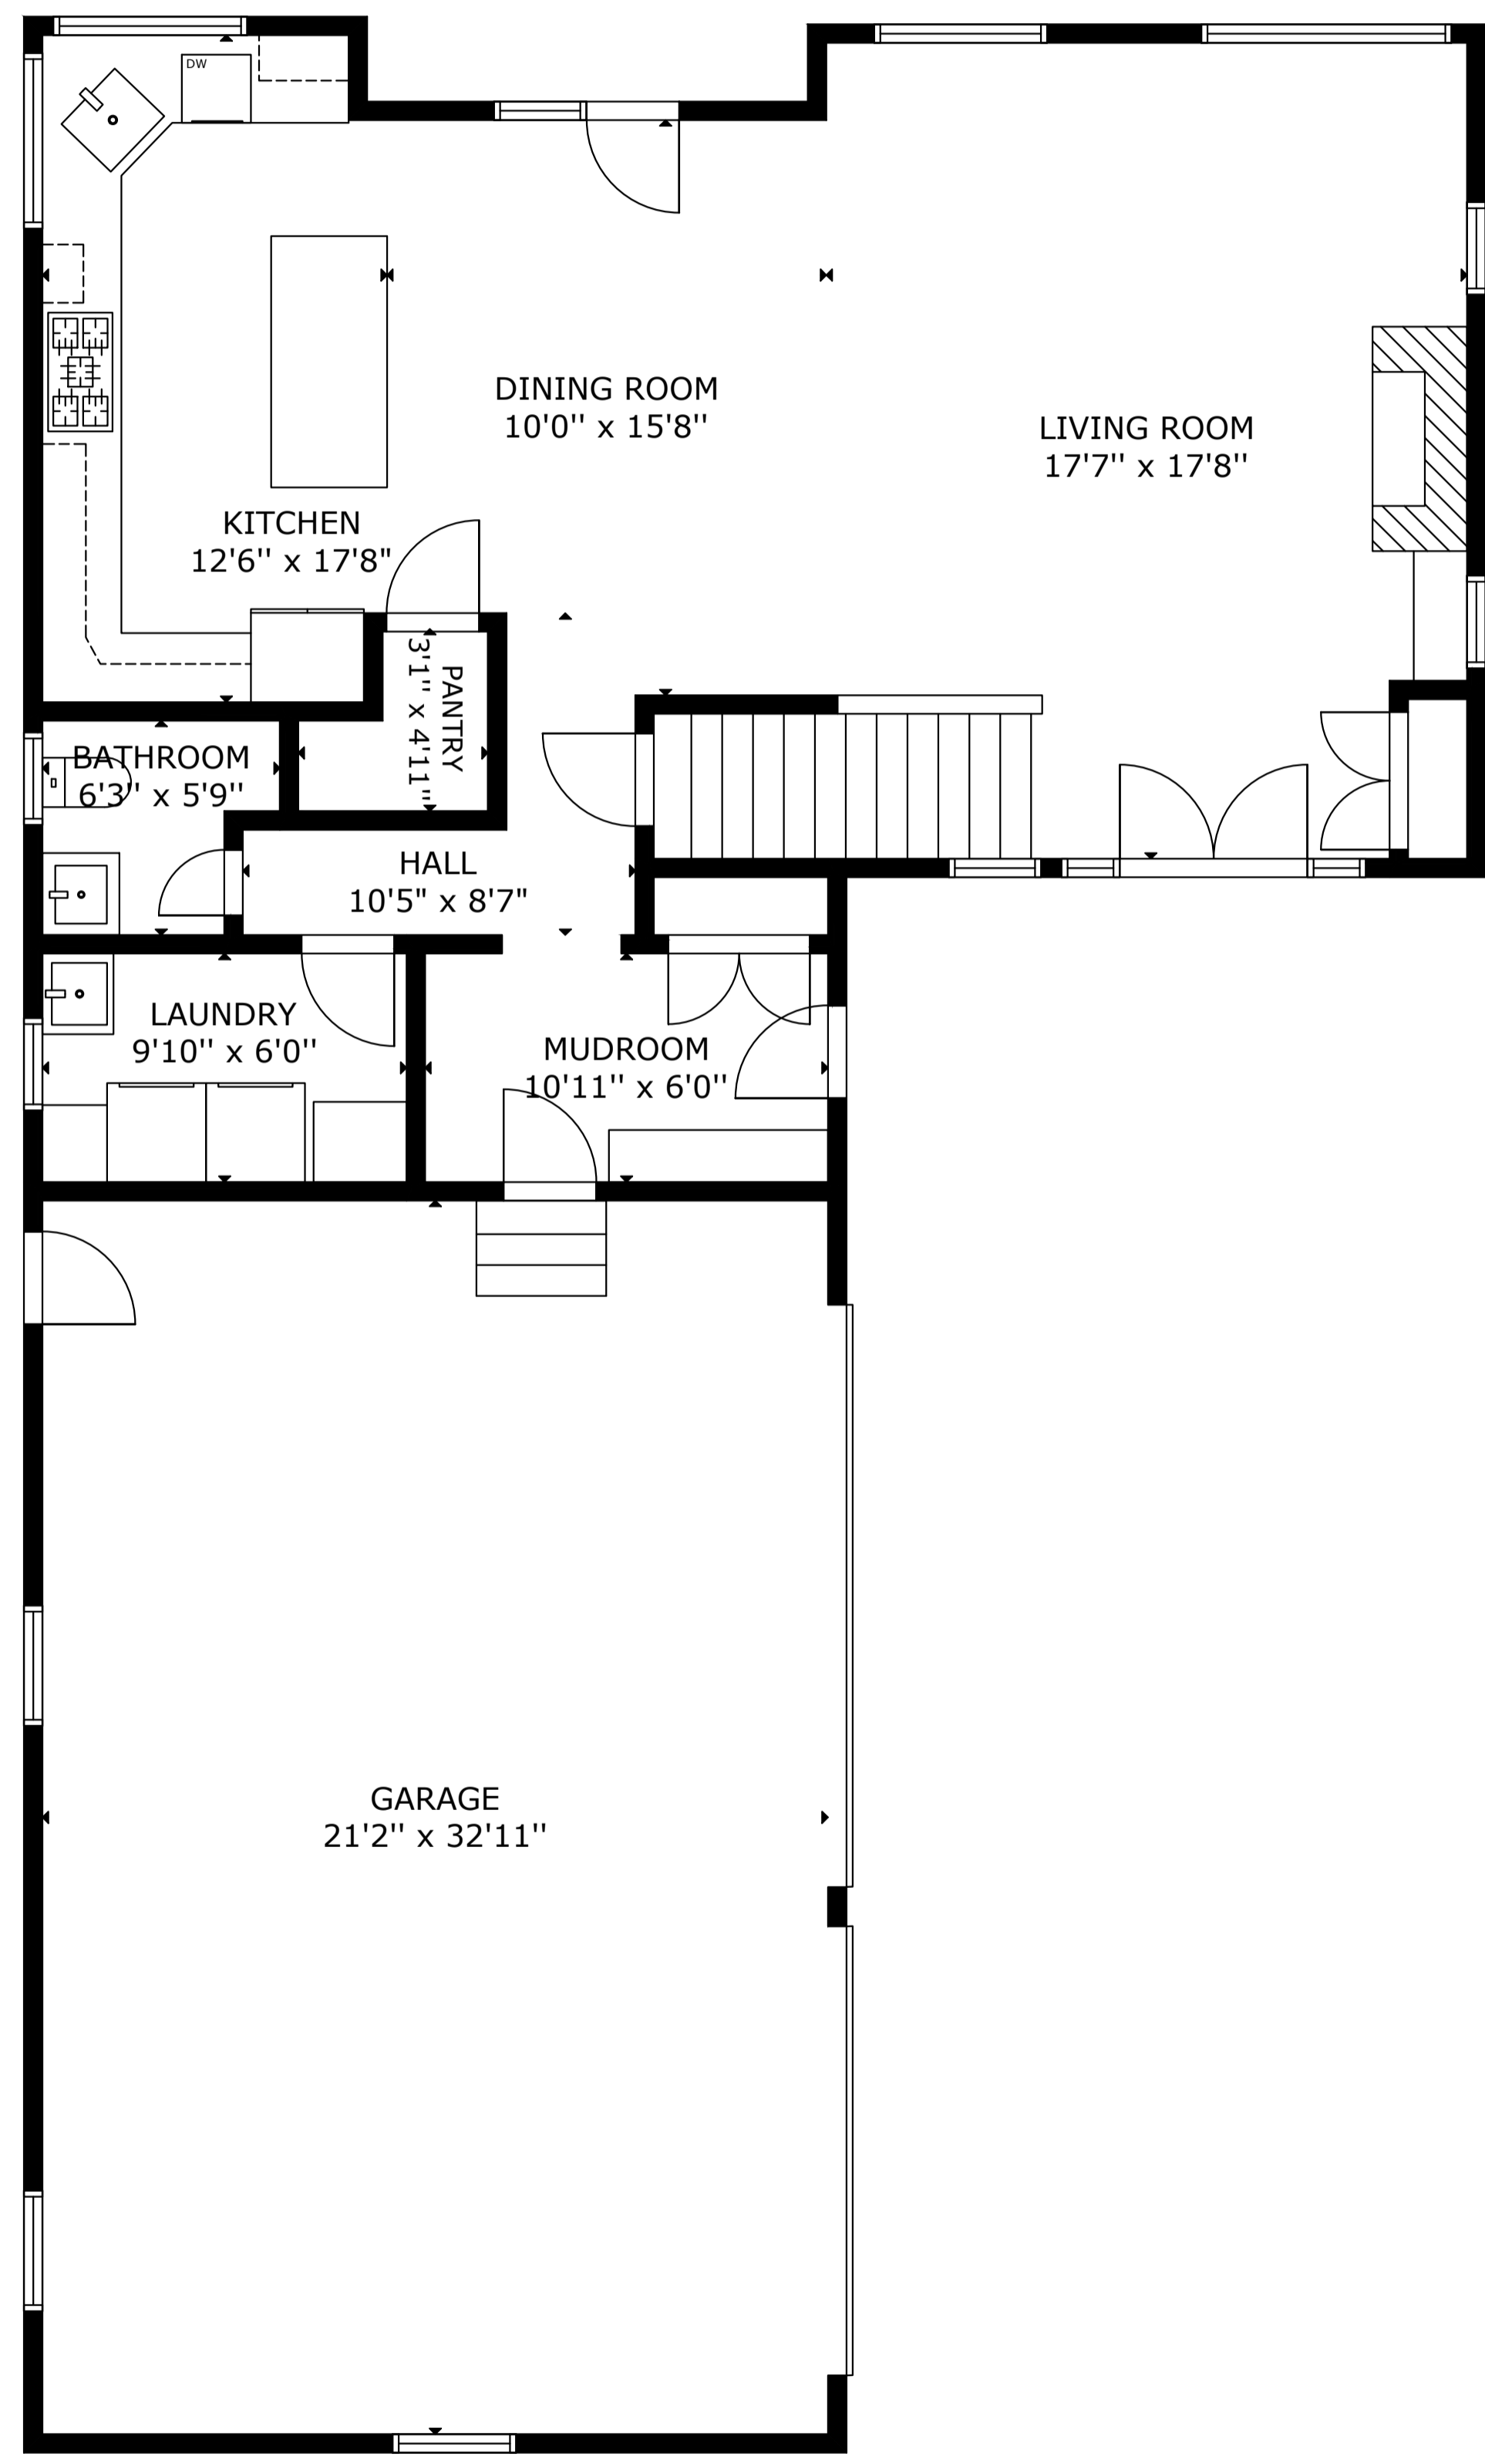 DW
DINING ROOM
10'0'' x 15'8''
LIVING ROOM
17'7'' x 17'8''
KITCHEN
12'6'' x 17'8"
PANTRY
3'1'' x 4'11''
BATHROOM
6'3'' x 5'9''
HALL
10'5" x 8'7"
LAUNDRY
9'10'' x 6'0''
MUDROOM
10'11'' x 6'0''
GARAGE
21'2'' x 32'11''